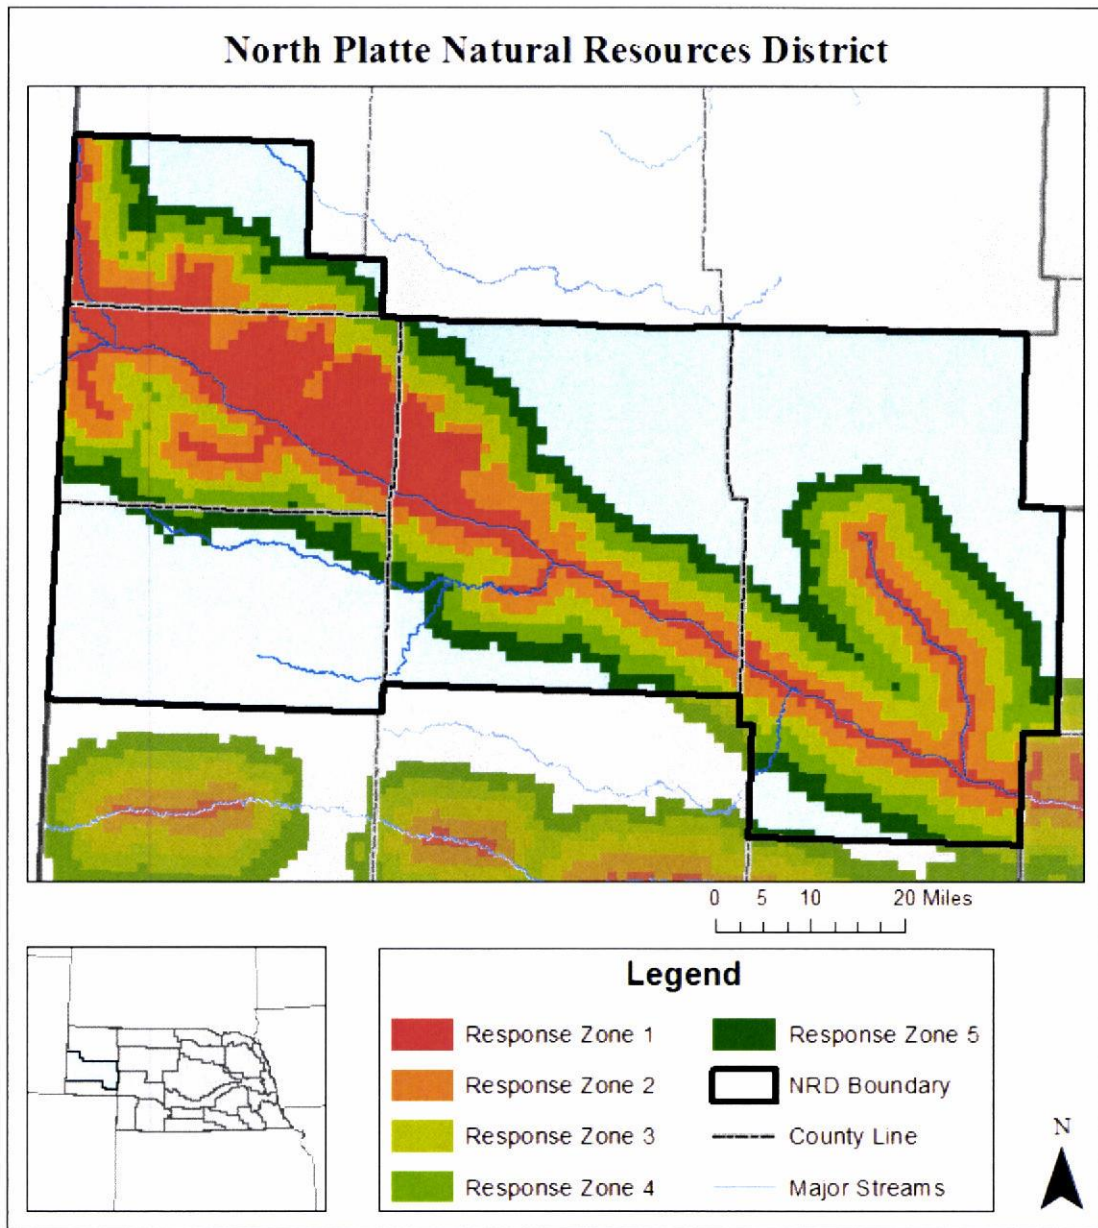 North Platte Natural Resources District
0 5 10 20 Miles
Legend
Response Zone 1
Response Zone 2
Response Zone 3
Response Zone 4
Response Zone 5
NRD Boundary
County Line
Major Streams
N